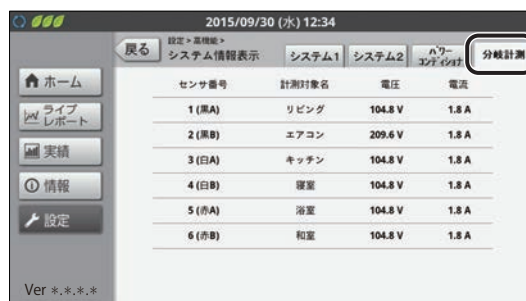 2015/09/30 (水) 12:34
戻る
設定 > 高機能 >
システム情報表示
システム1
システム2
パワー
コンディショナ
分岐計測
ホーム
ライブ
レポート
実績
情報
設定
Ver *.*.*.*
センサ番号 計測対象名 電圧 電流
1 (黒A) リビング 104.8 V 1.8 A
2 (黒B) エアコン 209.6 V 1.8 A
3 (白A) キッチン 104.8 V 1.8 A
4 (白B) 寝室 104.8 V 1.8 A
5 (赤A) 浴室 104.8 V 1.8 A
6 (赤B) 和室 104.8 V 1.8 A